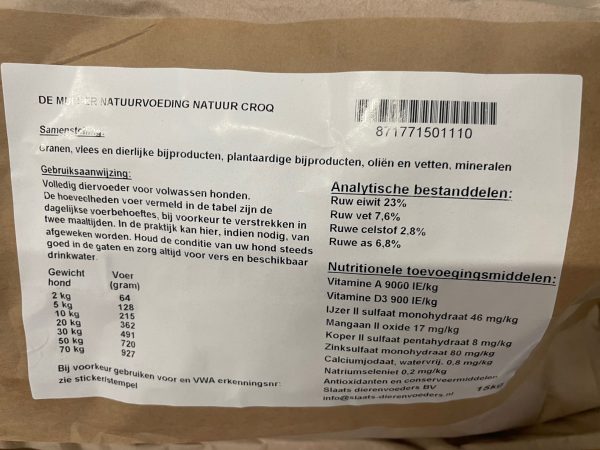 DE MULDER NATUURVOEDING NATUUR CROQ
871771501110
Samenstelling:
Granen, vlees en dierlijke bijproducten, plantaardige bijproducten, oliën en vetten, mineralen
Gebruiksaanwijzing:
Volledig diervoeder voor volwassen honden.
De hoeveelheden voer vermeld in de tabel zijn de
dagelijkse voerbehoeftes, bij voorkeur te verstrekken in
twee maaltijden. In de praktijk kan hier, indien nodig, van
afgeweken worden. Houd de conditie van uw hond steeds
goed in de gaten en zorg altijd voor vers en beschikbaar
drinkwater.
Gewicht Voer
hond (gram)
2 kg 64
5 kg 128
10 kg 215
20 kg 362
30 kg 491
50 kg 720
70 kg 927
Bij voorkeur gebruiken voor en VWA erkenningsnr:
zie sticker/stempel
Analytische bestanddelen:
Ruw eiwit 23%
Ruw vet 7,6%
Ruwe celstof 2,8%
Ruwe as 6,8%
Nutritionele toevoegingsmiddelen:
Vitamine A 9000 IE/kg
Vitamine D3 900 IE/kg
IJzer II sulfaat monohydraat 46 mg/kg
Mangaan II oxide 17 mg/kg
Koper II sulfaat pentahydraat 8 mg/kg
Zinksulfaat monohydraat 80 mg/kg
Calciumjodaat, watervrij, 0,8 mg/kg
Natriumseleniet 0,2 mg/kg
Antioxidanten en conserveermiddelen
Slaats dierenvoeders BV
info@slaats-dierenvoeders.nl
15kg